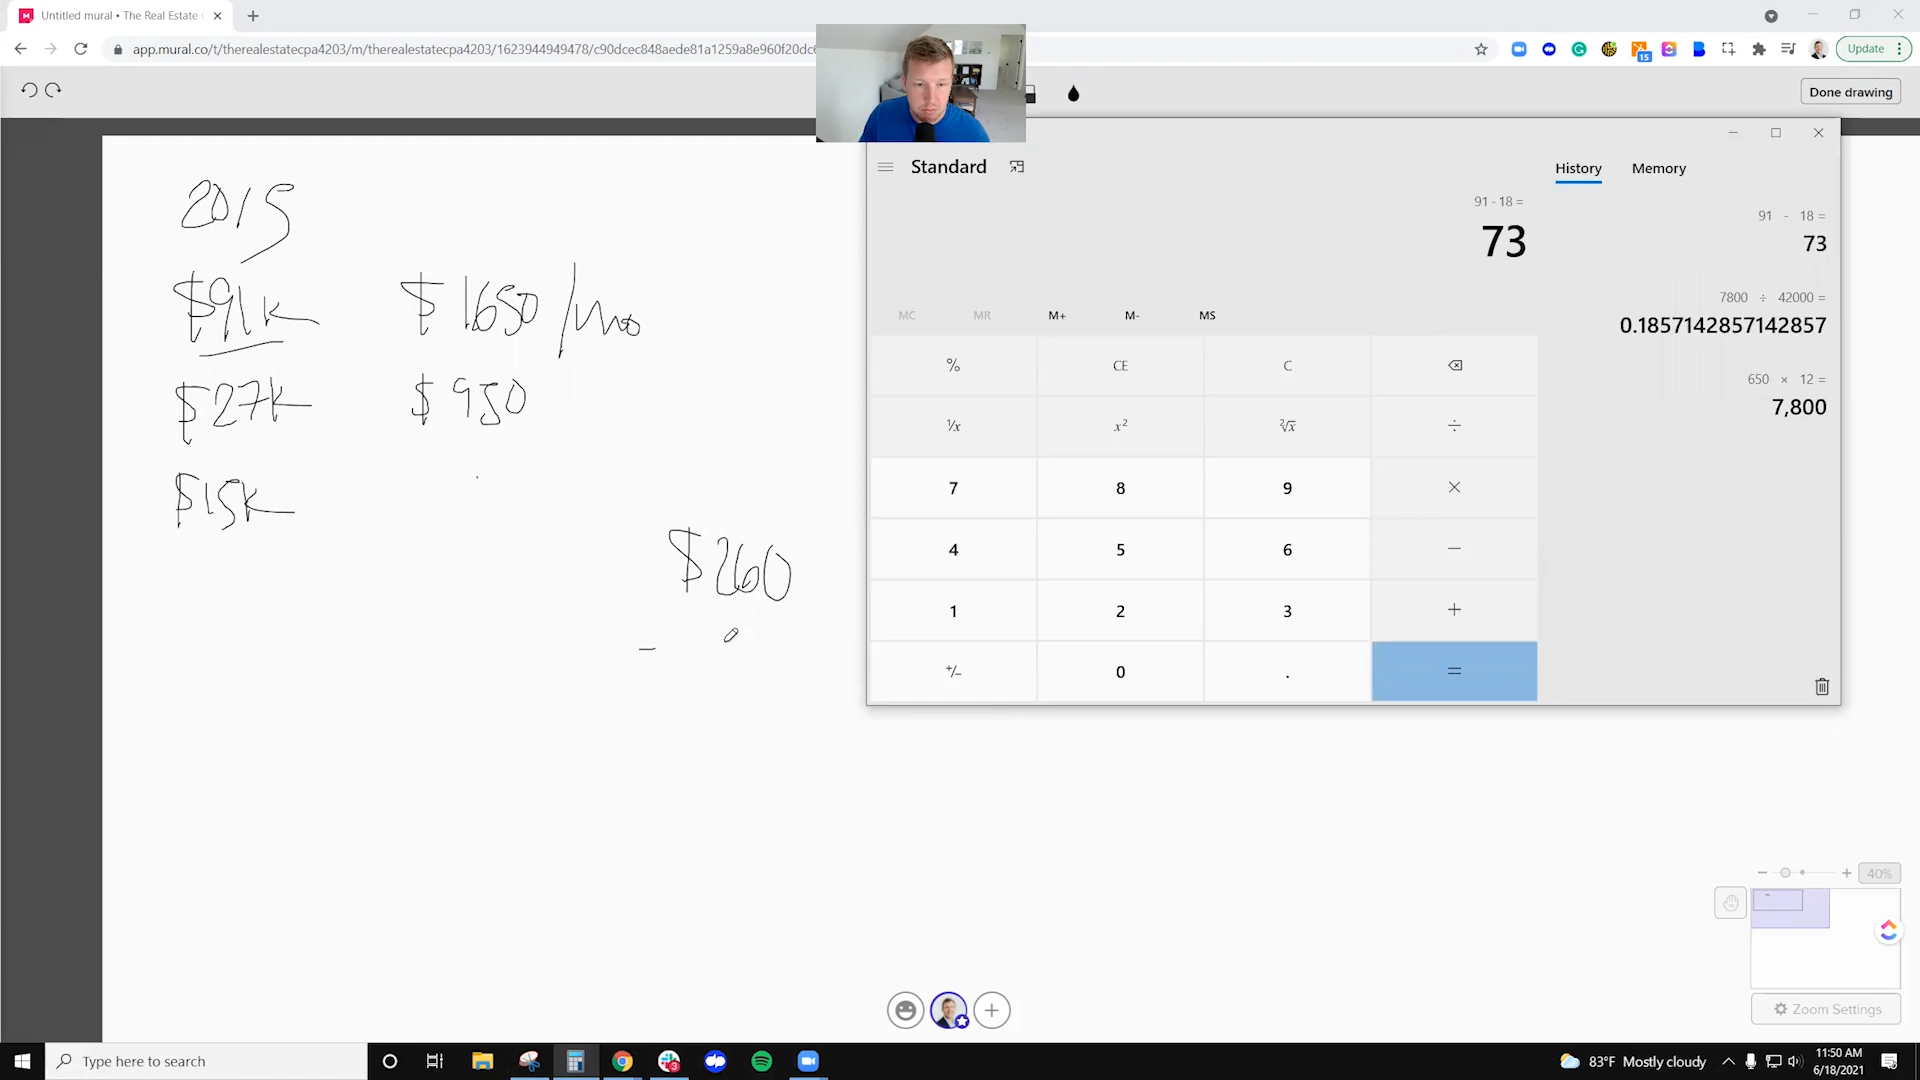 Untitled mural • The Real Estate
app.mural.co/t/therealestatecpa4203/m/therealestatecpa4203/1623944949478/c90dcec848aede81a1259a8e960f20dc
15
Update
Done drawing
2015
$91k $1650/mo
$27k $950
$15k
$260
-
Standard
History Memory
91 - 18 =
73
MC MR M+ M- MS
% CE C
1/x x² ²√x ÷
7 8 9 ×
4 5 6 −
1 2 3 +
+/− 0 . =
91 - 18 =
73
7800 ÷ 42000 =
0.1857142857142857
650 × 12 =
7,800
40%
Zoom Settings
Type here to search
3
83°F Mostly cloudy
11:50 AM
6/18/2021